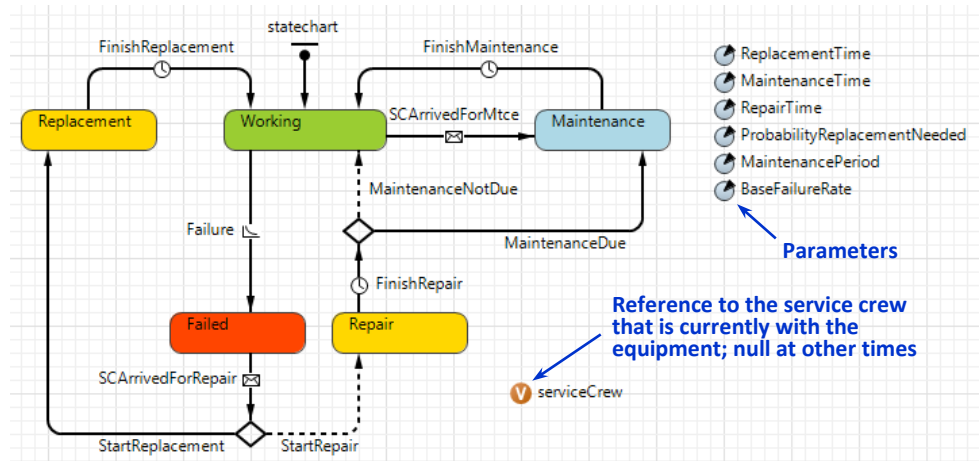 statechart
FinishReplacement
FinishMaintenance
Replacement
Working
SCArrivedForMtce
Maintenance
MaintenanceNotDue
Failure
MaintenanceDue
FinishRepair
Failed
Repair
SCArrivedForRepair
StartReplacement
StartRepair
ReplacementTime
MaintenanceTime
RepairTime
ProbabilityReplacementNeeded
MaintenancePeriod
BaseFailureRate
Parameters
Reference to the service crew
that is currently with the
equipment; null at other times
V
serviceCrew